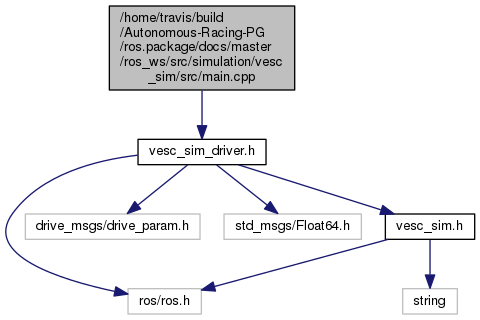 /home/travis/build
/Autonomous-Racing-PG
/ros.package/docs/master
/ros_ws/src/simulation/vesc
_sim/src/main.cpp
vesc_sim_driver.h
drive_msgs/drive_param.h
std_msgs/Float64.h
vesc_sim.h
ros/ros.h
string